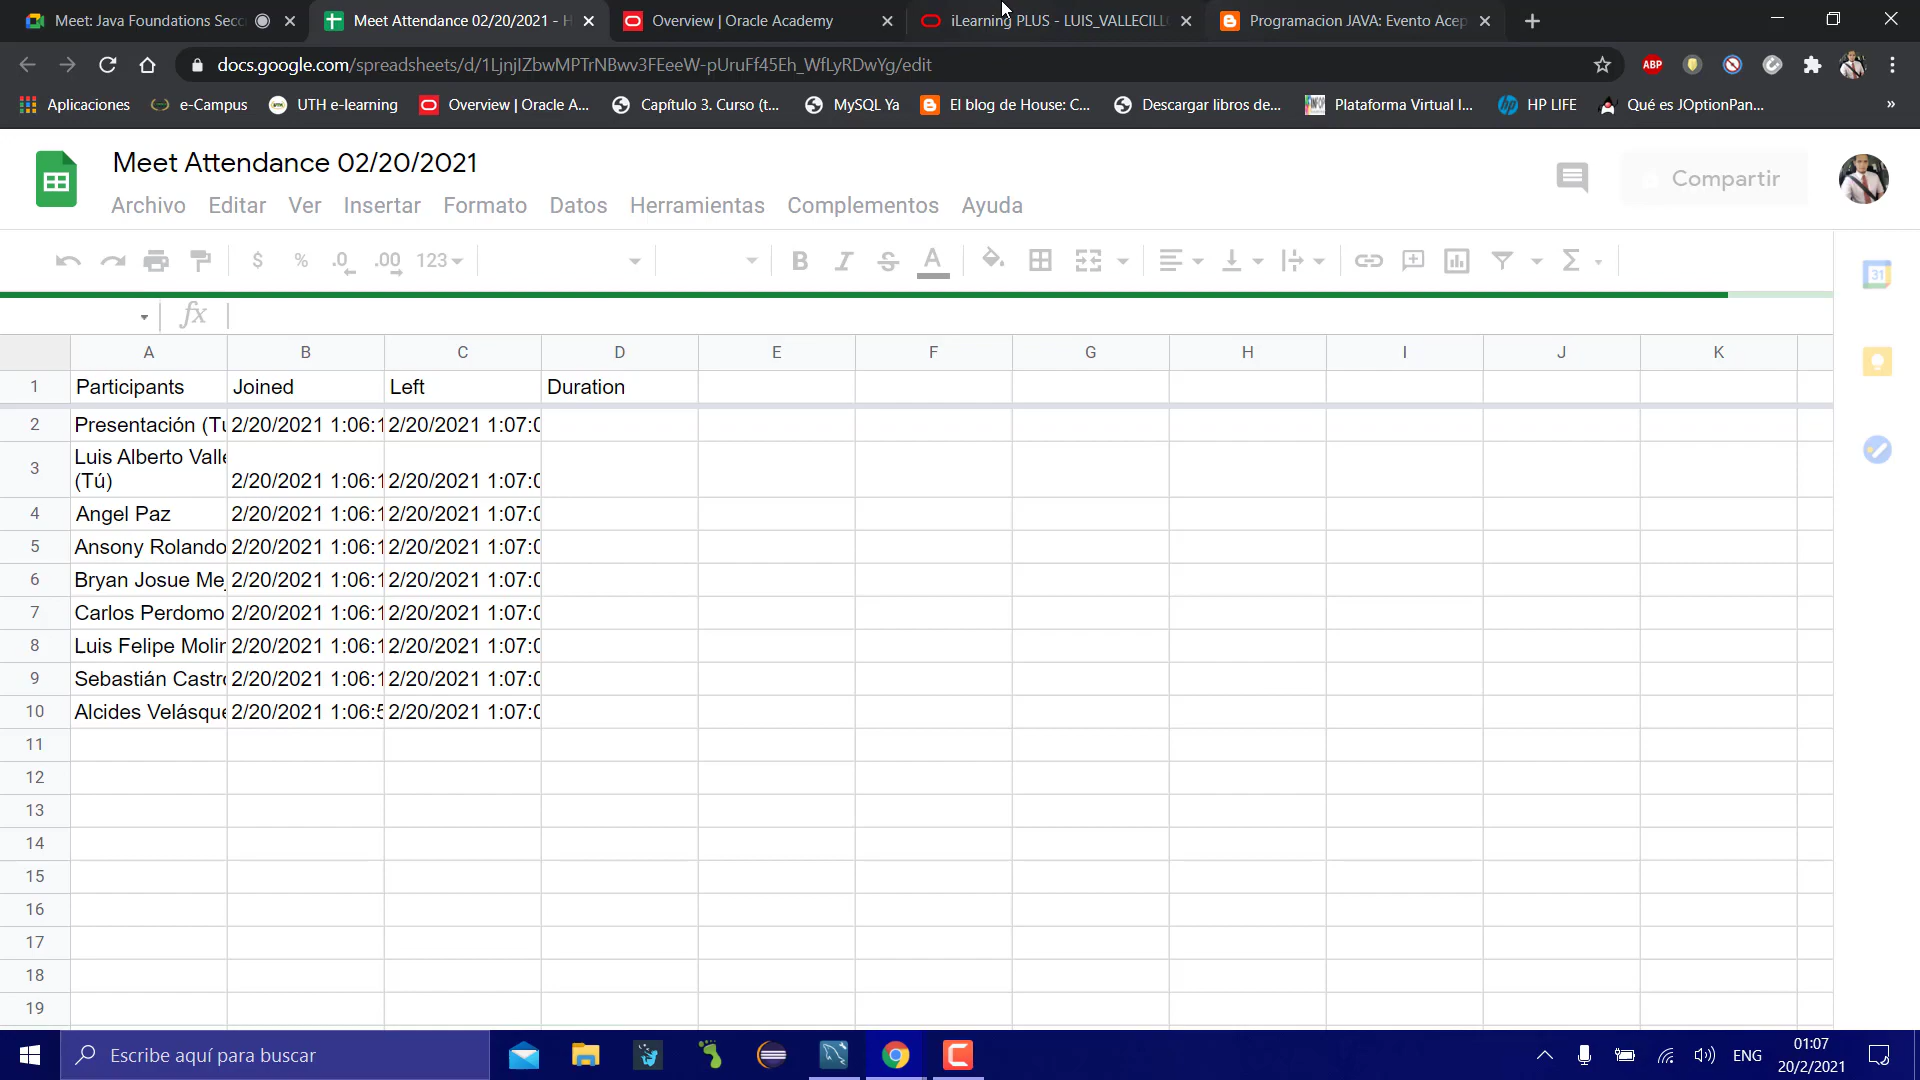 Meet: Java Foundations Secc
Meet Attendance 02/20/2021 - H
Overview | Oracle Academy
iLearning PLUS - LUIS_VALLECILL
Programacion JAVA: Evento Acep
docs.google.com/spreadsheets/d/1LjnjIZbwMPTrNBwv3FEeeW-pUruFf45Eh_WfLyRDwYg/edit
ABP
Aplicaciones
e-Campus
UTH e-learning
Overview | Oracle A...
Capítulo 3. Curso (t...
MySQL Ya
El blog de House: C...
Descargar libros de...
Plataforma Virtual I...
HP LIFE
Qué es JOptionPan...
»
Meet Attendance 02/20/2021
Compartir
Archivo Editar Ver Insertar Formato Datos Herramientas Complementos Ayuda
$ % .0 .00 123 B I S A Σ
31
fx
A B C D E F G H I J K
1 Participants Joined Left Duration
2 Presentación (Tú 2/20/2021 1:06:1 2/20/2021 1:07:0
Luis Alberto Valle
3 (Tú) 2/20/2021 1:06:1 2/20/2021 1:07:0
4 Angel Paz 2/20/2021 1:06:1 2/20/2021 1:07:0
5 Ansony Rolando 2/20/2021 1:06:1 2/20/2021 1:07:0
6 Bryan Josue Mej 2/20/2021 1:06:1 2/20/2021 1:07:0
7 Carlos Perdomo 2/20/2021 1:06:1 2/20/2021 1:07:0
8 Luis Felipe Molin 2/20/2021 1:06:1 2/20/2021 1:07:0
9 Sebastián Castro 2/20/2021 1:06:1 2/20/2021 1:07:0
10 Alcides Velásque 2/20/2021 1:06:5 2/20/2021 1:07:0
11
12
13
14
15
16
17
18
19
Escribe aquí para buscar
ENG
01:07
20/2/2021